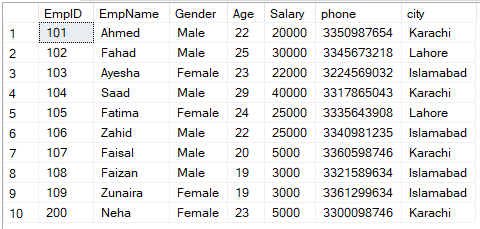 EmpID EmpName Gender Age Salary phone city
1 101 Ahmed Male 22 20000 3350987654 Karachi
2 102 Fahad Male 25 30000 3345673218 Lahore
3 103 Ayesha Female 23 22000 3224569032 Islamabad
4 104 Saad Male 29 40000 3317865043 Karachi
5 105 Fatima Female 24 25000 3335643908 Lahore
6 106 Zahid Male 22 25000 3340981235 Islamabad
7 107 Faisal Male 20 5000 3360598746 Karachi
8 108 Faizan Male 19 3000 3321589634 Islamabad
9 109 Zunaira Female 19 3000 3361299634 Islamabad
10 200 Neha Female 23 5000 3300098746 Karachi